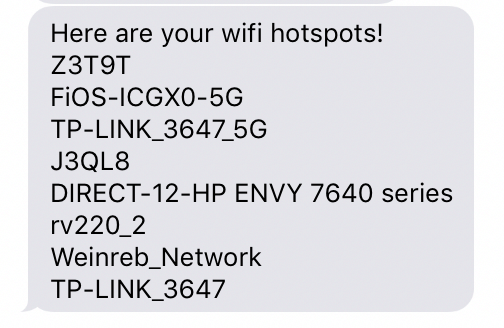 Here are your wifi hotspots!
Z3T9T
FiOS-ICGX0-5G
TP-LINK_3647_5G
J3QL8
DIRECT-12-HP ENVY 7640 series
rv220_2
Weinreb_Network
TP-LINK_3647